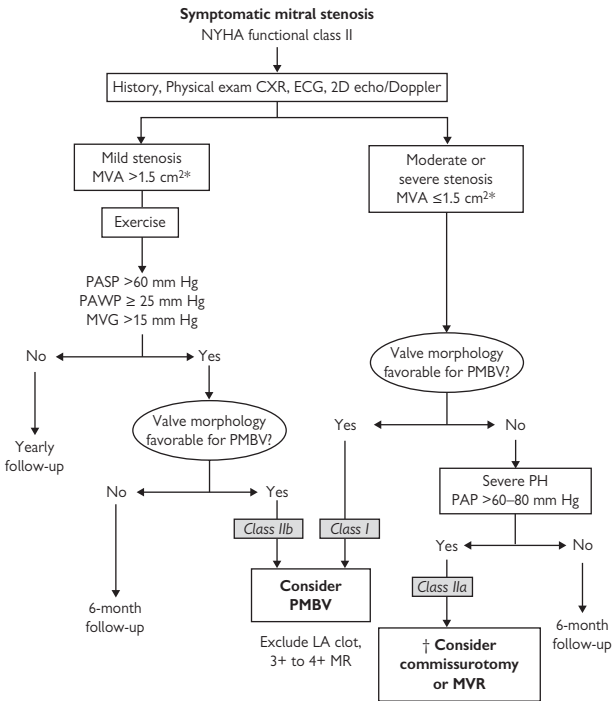 Symptomatic mitral stenosis
NYHA functional class II
History, Physical exam CXR, ECG, 2D echo/Doppler
Mild stenosis
MVA >1.5 cm²*
Moderate or
severe stenosis
MVA ≤1.5 cm²*
Exercise
PASP >60 mm Hg
PAWP ≥ 25 mm Hg
MVG >15 mm Hg
No
Yes
Valve morphology
favorable for PMBV?
Yearly
follow-up
Valve morphology
favorable for PMBV?
Yes
No
No
Yes
Severe PH
PAP >60–80 mm Hg
Class IIb
Class I
Yes
No
Consider
PMBV
Class IIa
6-month
follow-up
Exclude LA clot,
3+ to 4+ MR
† Consider
commissurotomy
or MVR
6-month
follow-up